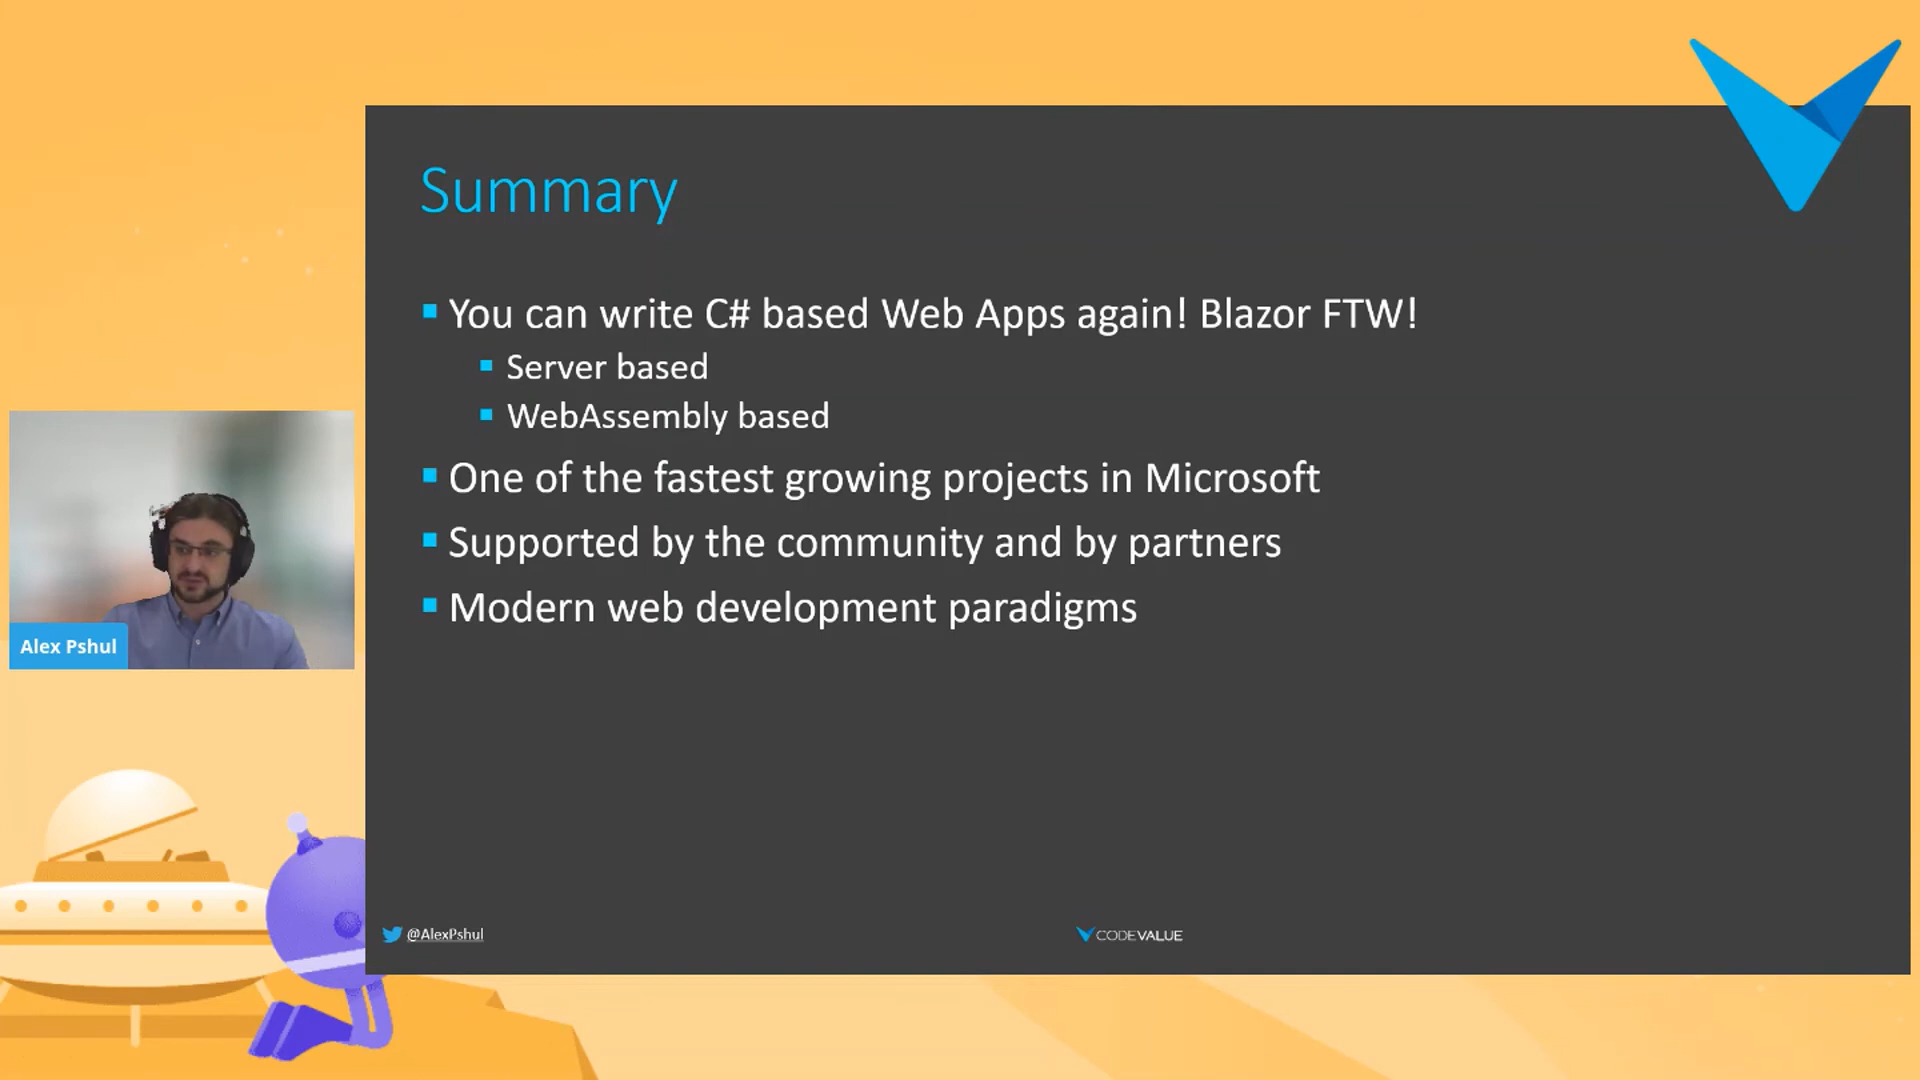 Summary
You can write C# based Web Apps again! Blazor FTW!
Server based
WebAssembly based
One of the fastest growing projects in Microsoft
Supported by the community and by partners
Modern web development paradigms
Alex Pshul
@AlexPshul
CODEVALUE